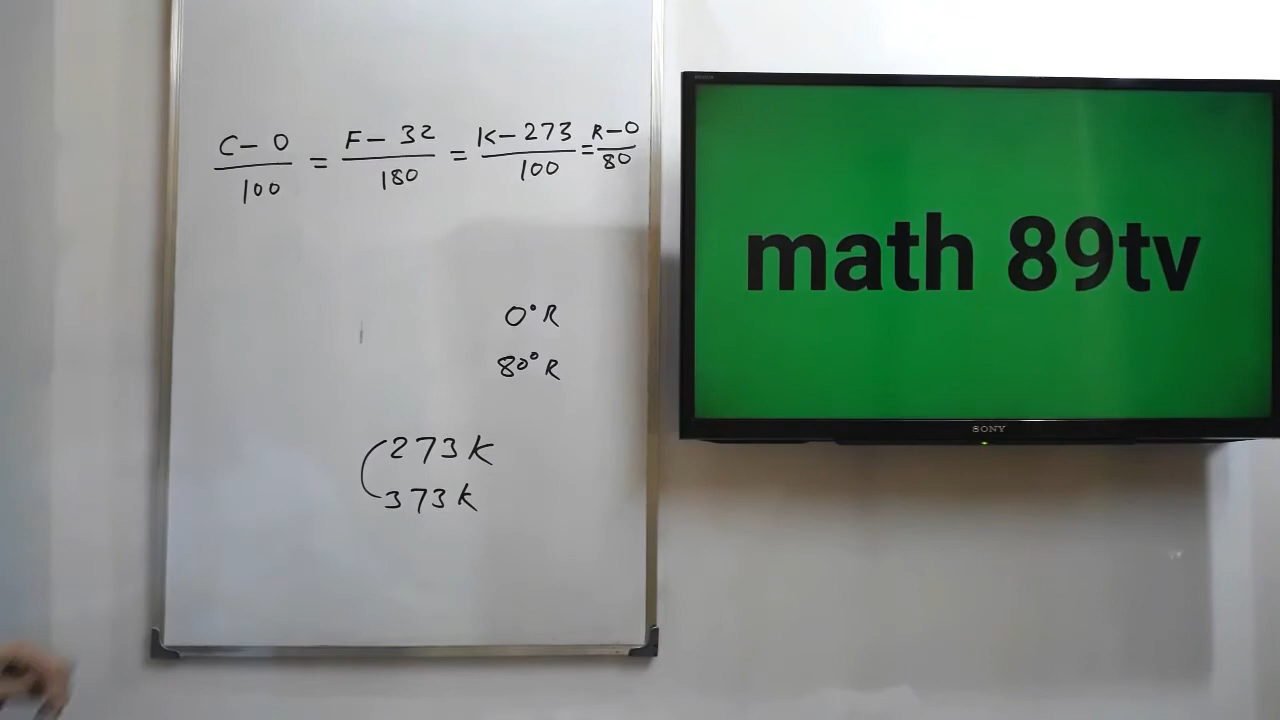 C - 0 / 100 = F - 32 / 180 = K - 273 / 100 = R - 0 / 80
0° R
80° R
273 K
373 K
math 89tv
SONY